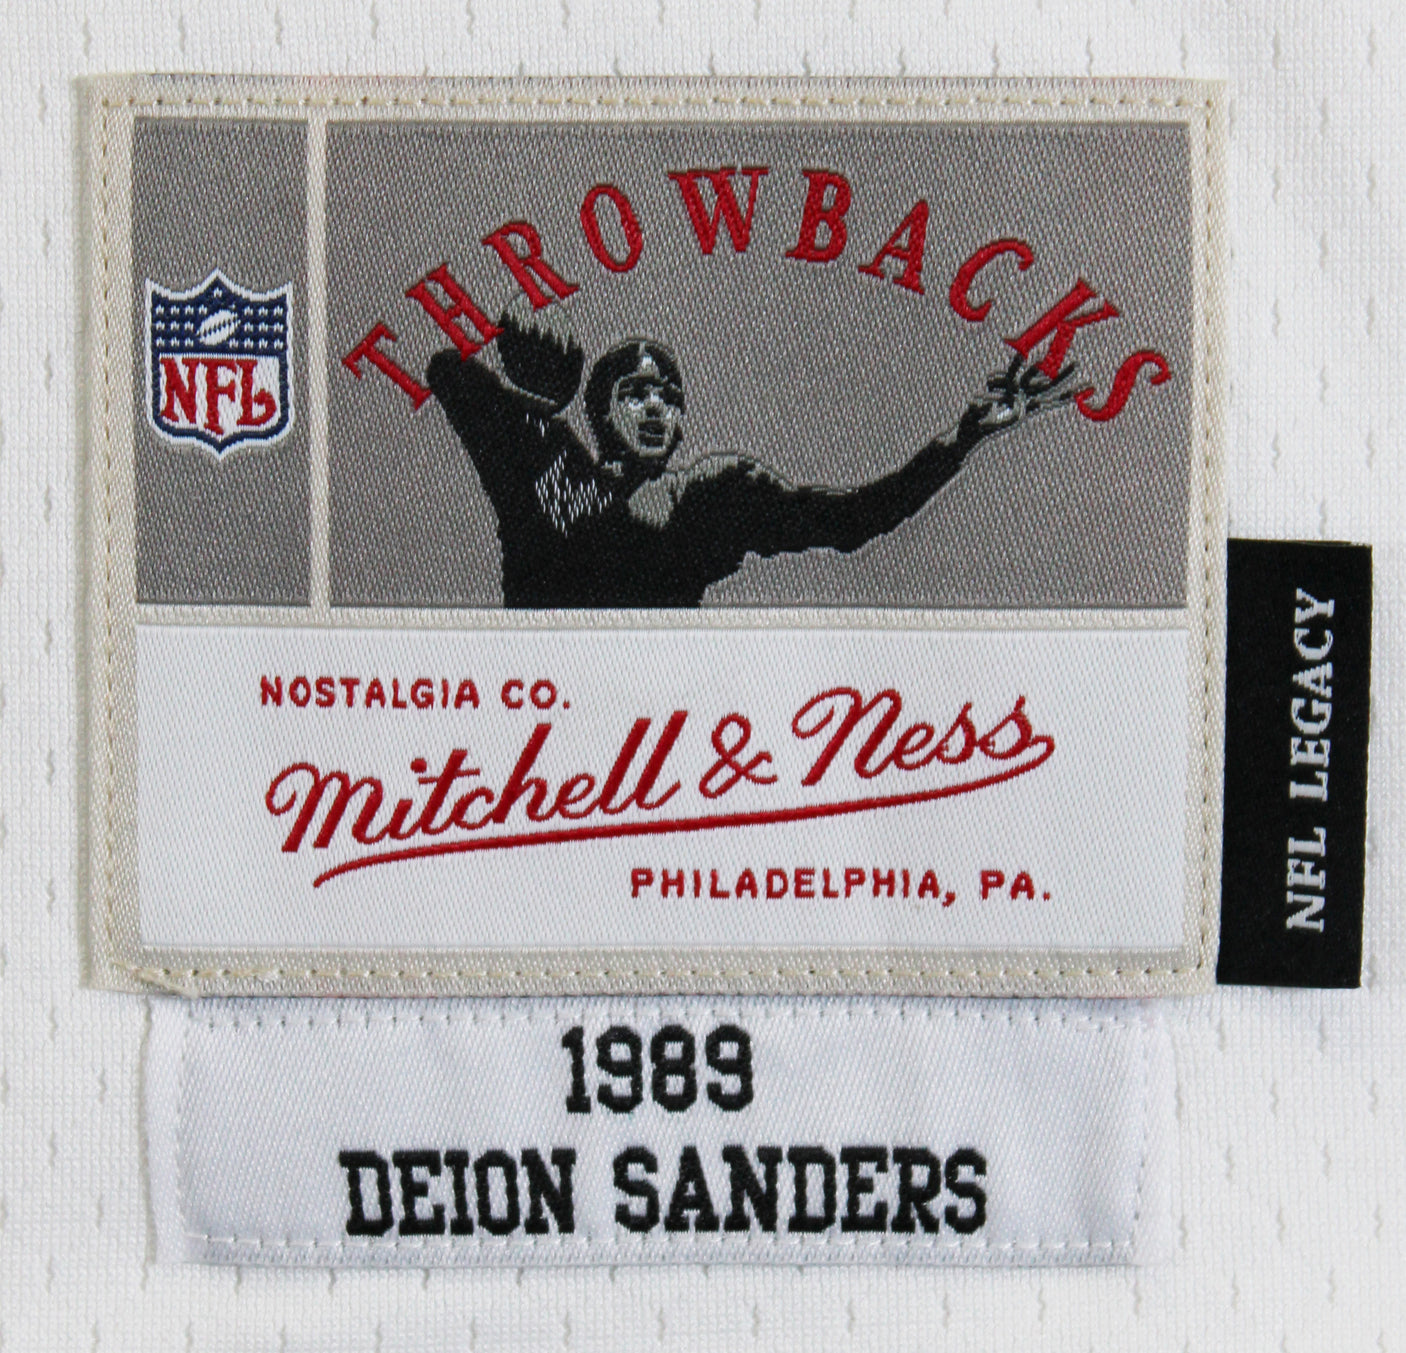 THROWBACKS
NFL
NOSTALGIA CO.
Mitchell & Ness
PHILADELPHIA, PA.
NFL LEGACY
1989
DEION SANDERS